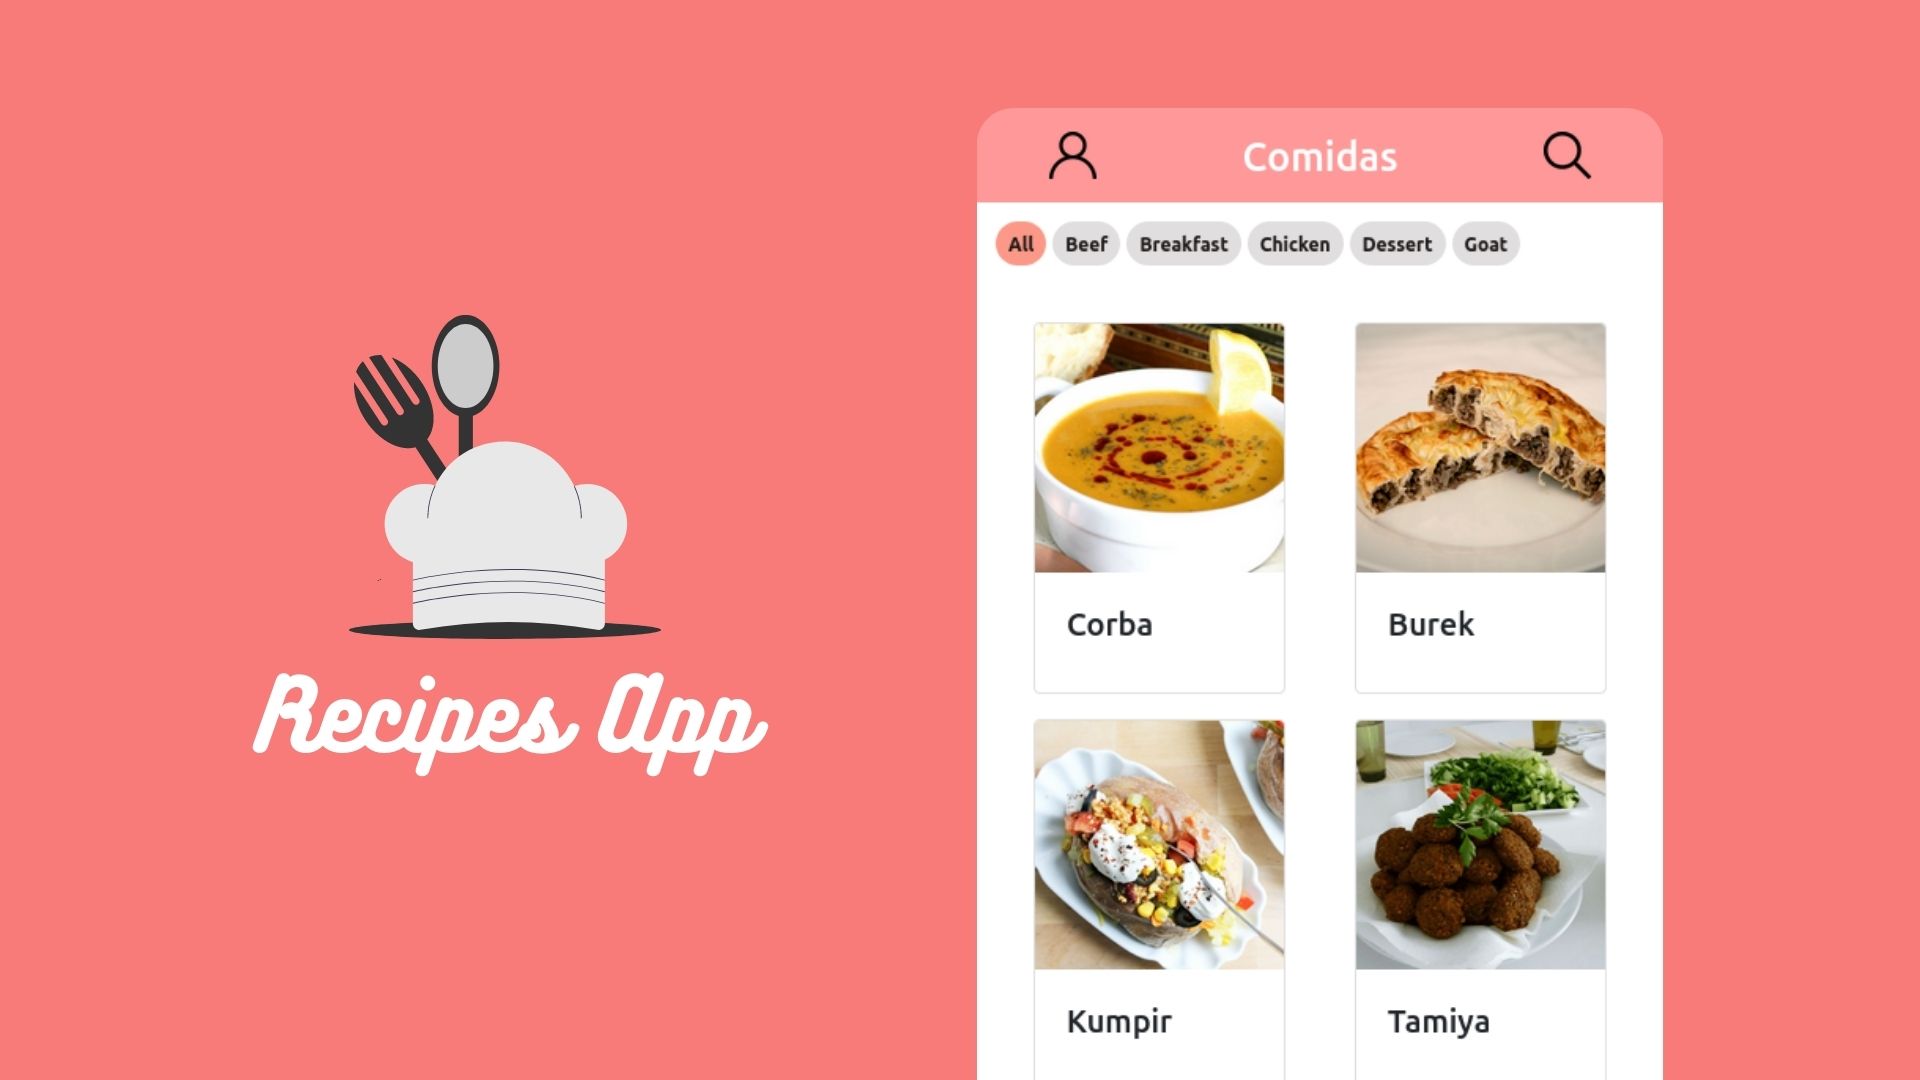 Recipes App
Comidas
All Beef Breakfast Chicken Dessert Goat
Corba Burek
Kumpir Tamiya